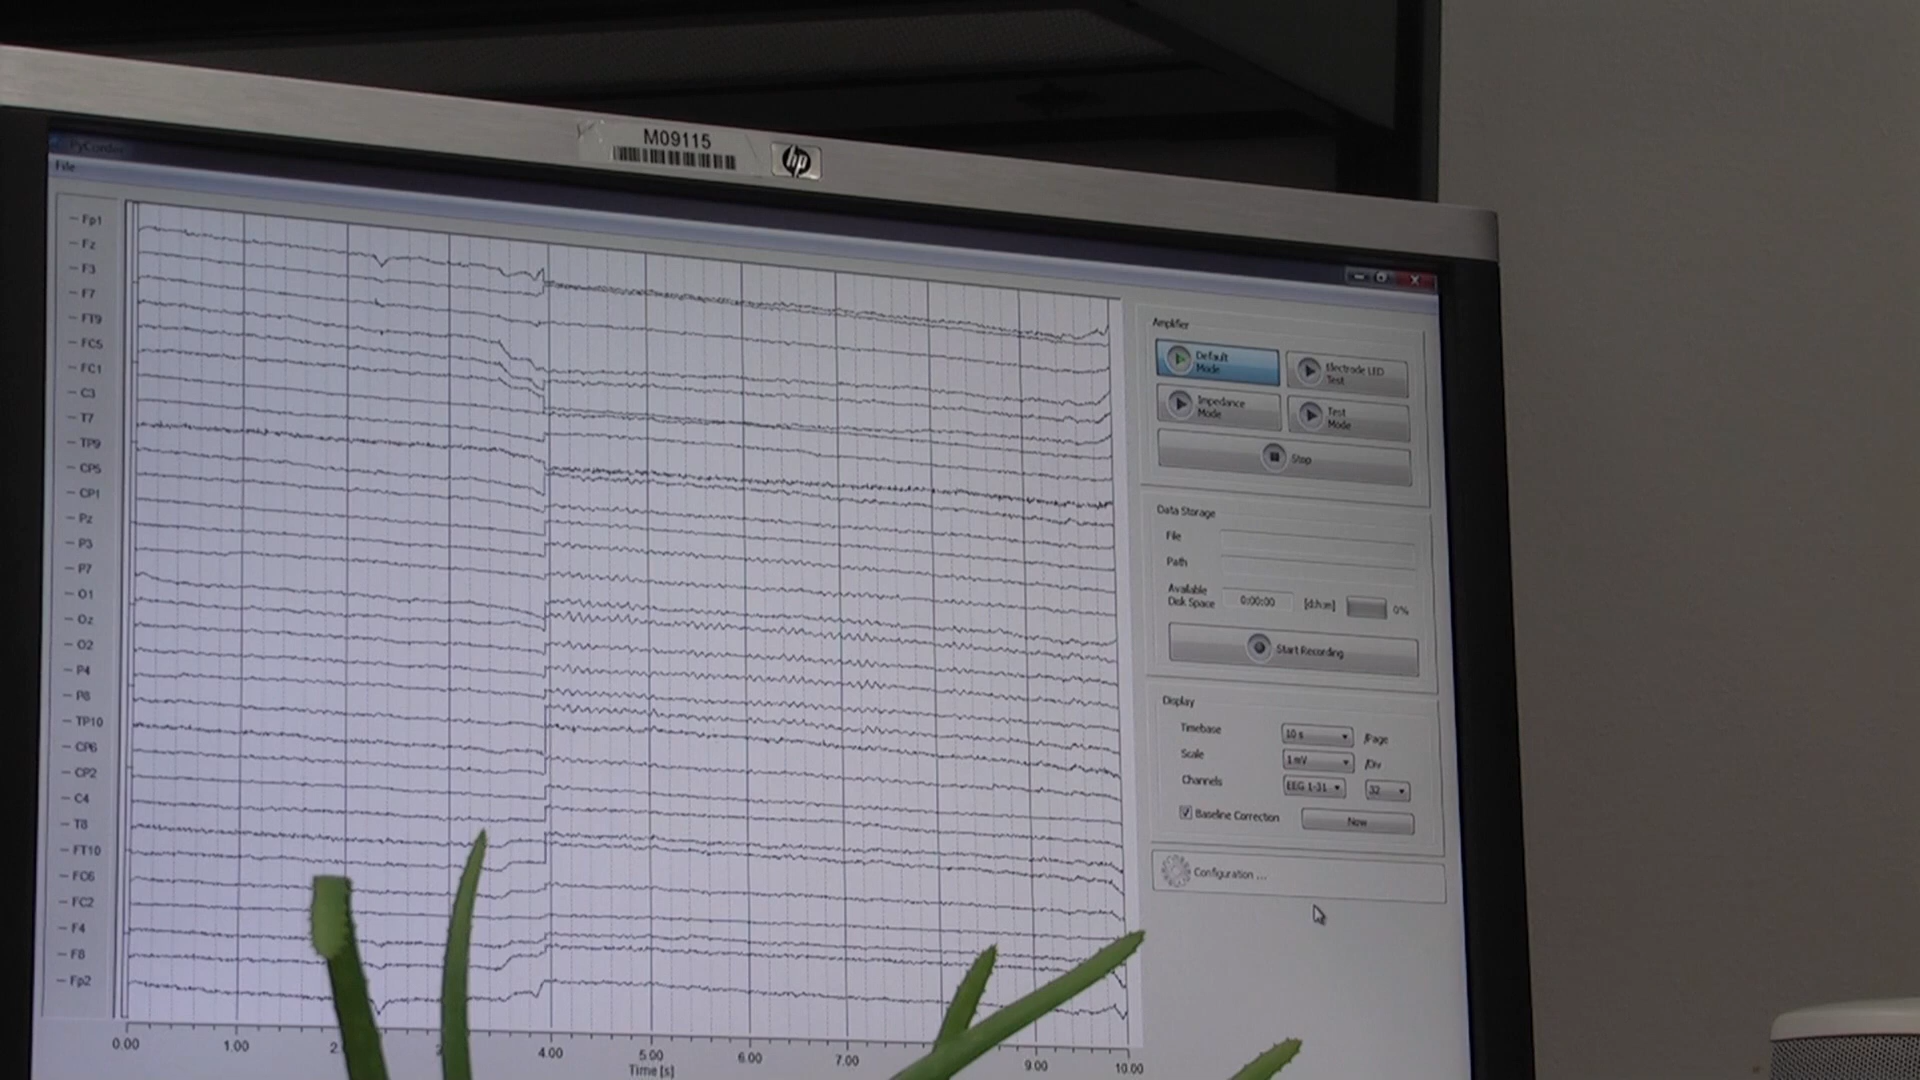 M09115
hp
PyCorder
File
Fp1
Fz
F3
F7
FT9
FC5
FC1
C3
T7
TP9
CP5
CP1
Pz
P3
P7
O1
Oz
O2
P4
P8
TP10
CP6
CP2
C4
T8
FT10
FC6
FC2
F4
F8
Fp2
0.00 1.00 4.00 5.00 6.00 7.00 9.00 10.00
Time [s]
Amplifier
Default
Mode
Electrode LED
Test
Impedance
Mode
Test
Mode
Stop
Data Storage
File
Path
Available
Disk Space
0:00:00 [d:h:m] 0%
Start Recording
Display
Timebase 10 s /Page
Scale 1 mV /Div
Channels EEG 1-31 32
Baseline Correction Now
Configuration ...